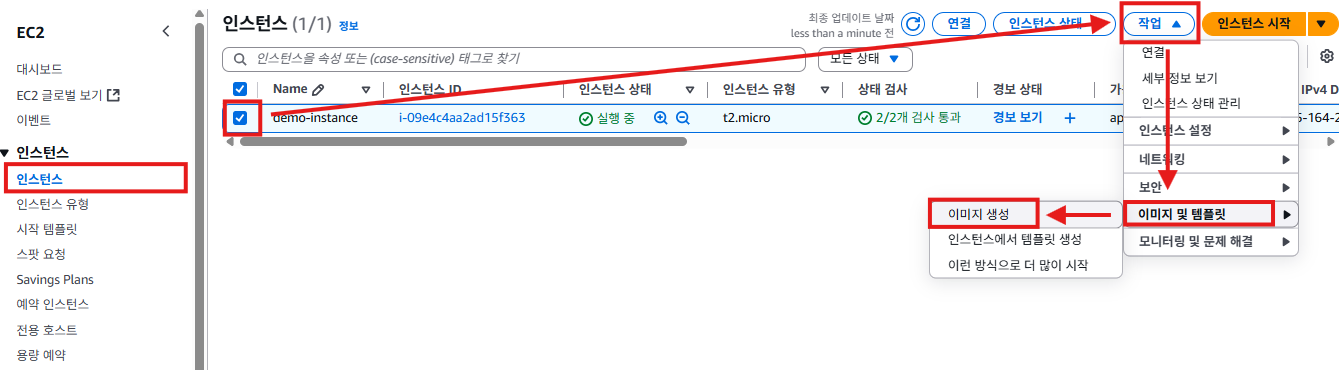 EC2
대시보드
EC2 글로벌 보기
이벤트
인스턴스
인스턴스
인스턴스 유형
시작 템플릿
스팟 요청
Savings Plans
예약 인스턴스
전용 호스트
용량 예약
인스턴스 (1/1) 정보
최종 업데이트 날짜
less than a minute 전
연결
인스턴스 상태
작업
인스턴스 시작
인스턴스을 속성 또는 (case-sensitive) 태그로 찾기
모든 상태
Name 인스턴스 ID 인스턴스 상태 인스턴스 유형 상태 검사 경보 상태 IPv4 D
demo-instance i-09e4c4aa2ad15f363 실행 중 t2.micro 2/2개 검사 통과 경보 보기 + ap
연결
세부 정보 보기
인스턴스 상태 관리
인스턴스 설정
네트워킹
보안
이미지 및 템플릿
모니터링 및 문제 해결
이미지 생성
인스턴스에서 템플릿 생성
이런 방식으로 더 많이 시작